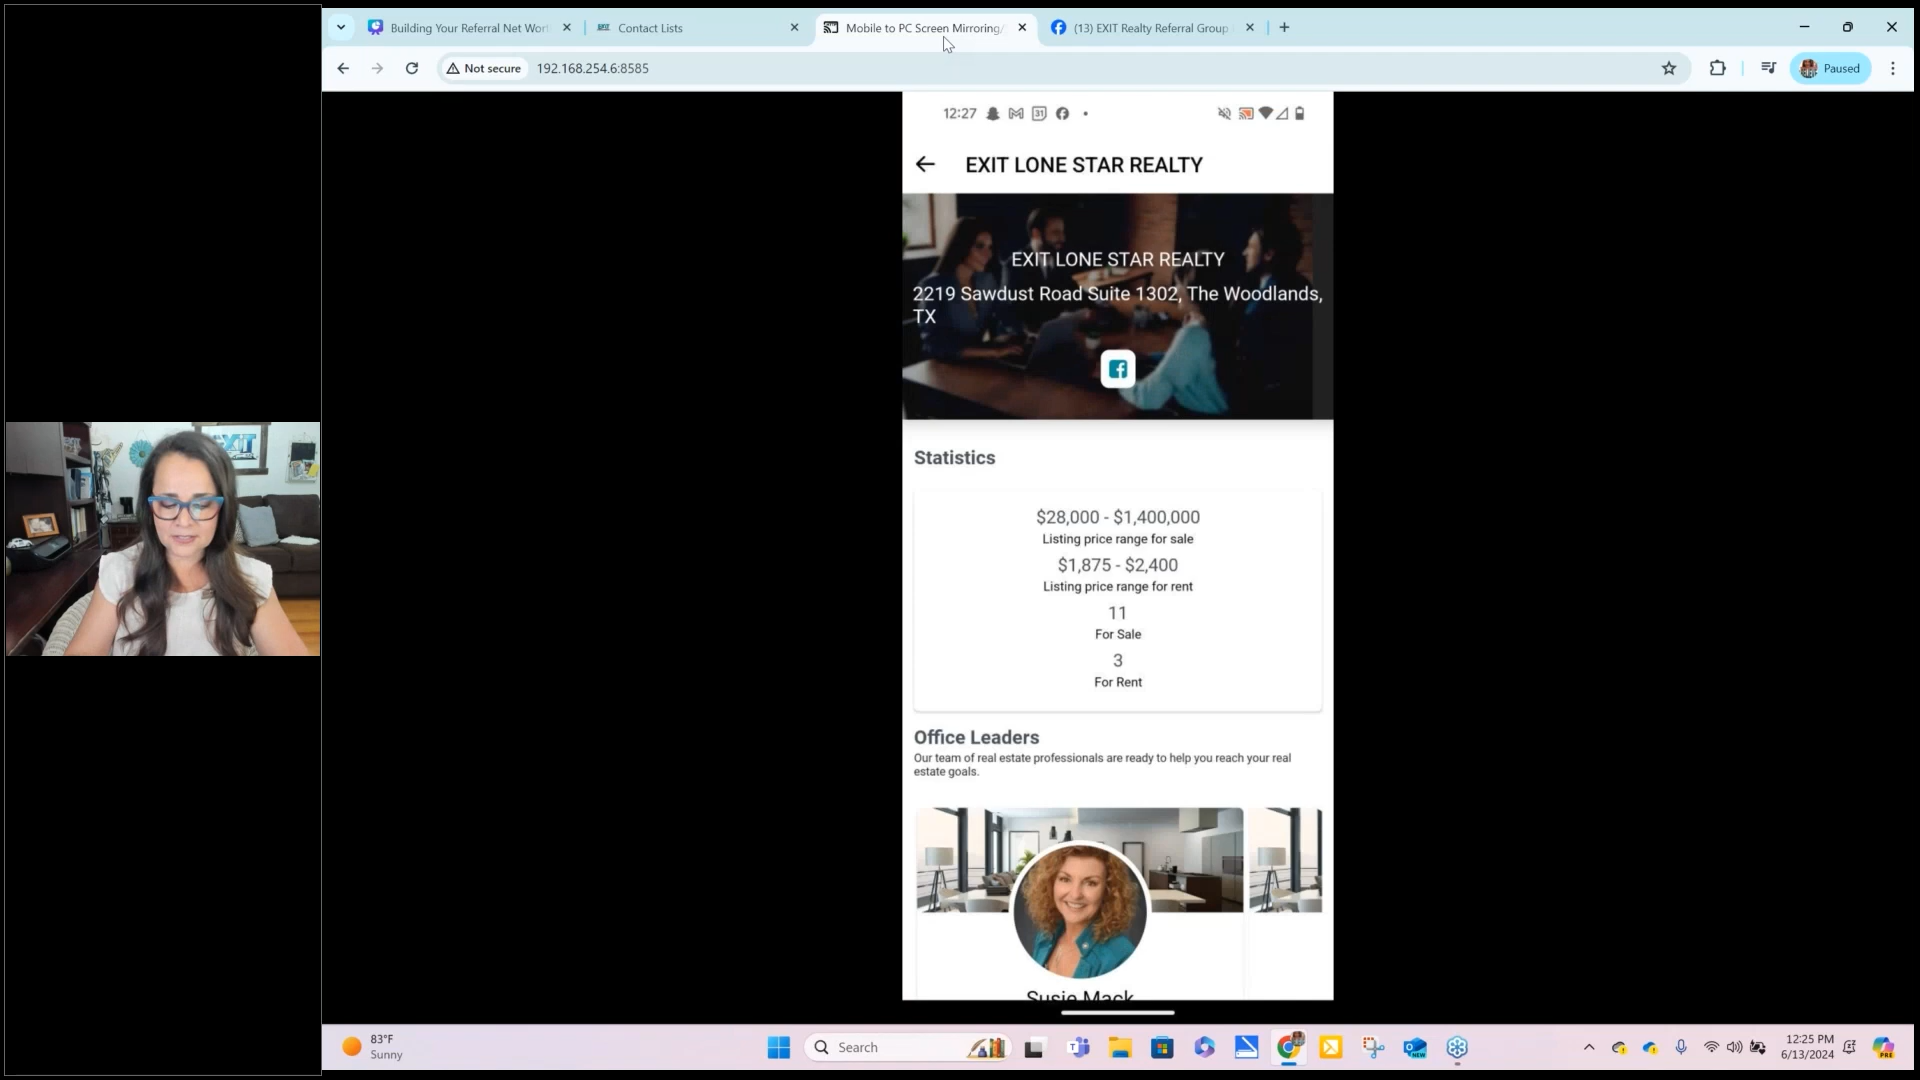 Building Your Referral Net Wor
Contact Lists
Mobile to PC Screen Mirroring/
(13) EXIT Realty Referral Group
Not secure
192.168.254.6:8585
Paused
12:27
31
EXIT LONE STAR REALTY
EXIT LONE STAR REALTY
2219 Sawdust Road Suite 1302, The Woodlands,
TX
EXIT
Statistics
$28,000 - $1,400,000
Listing price range for sale
$1,875 - $2,400
Listing price range for rent
11
For Sale
3
For Rent
Office Leaders
Our team of real estate professionals are ready to help you reach your real
estate goals.
Susie Mack
83°F
Sunny
Search
NEW
12:25 PM
6/13/2024
PRE